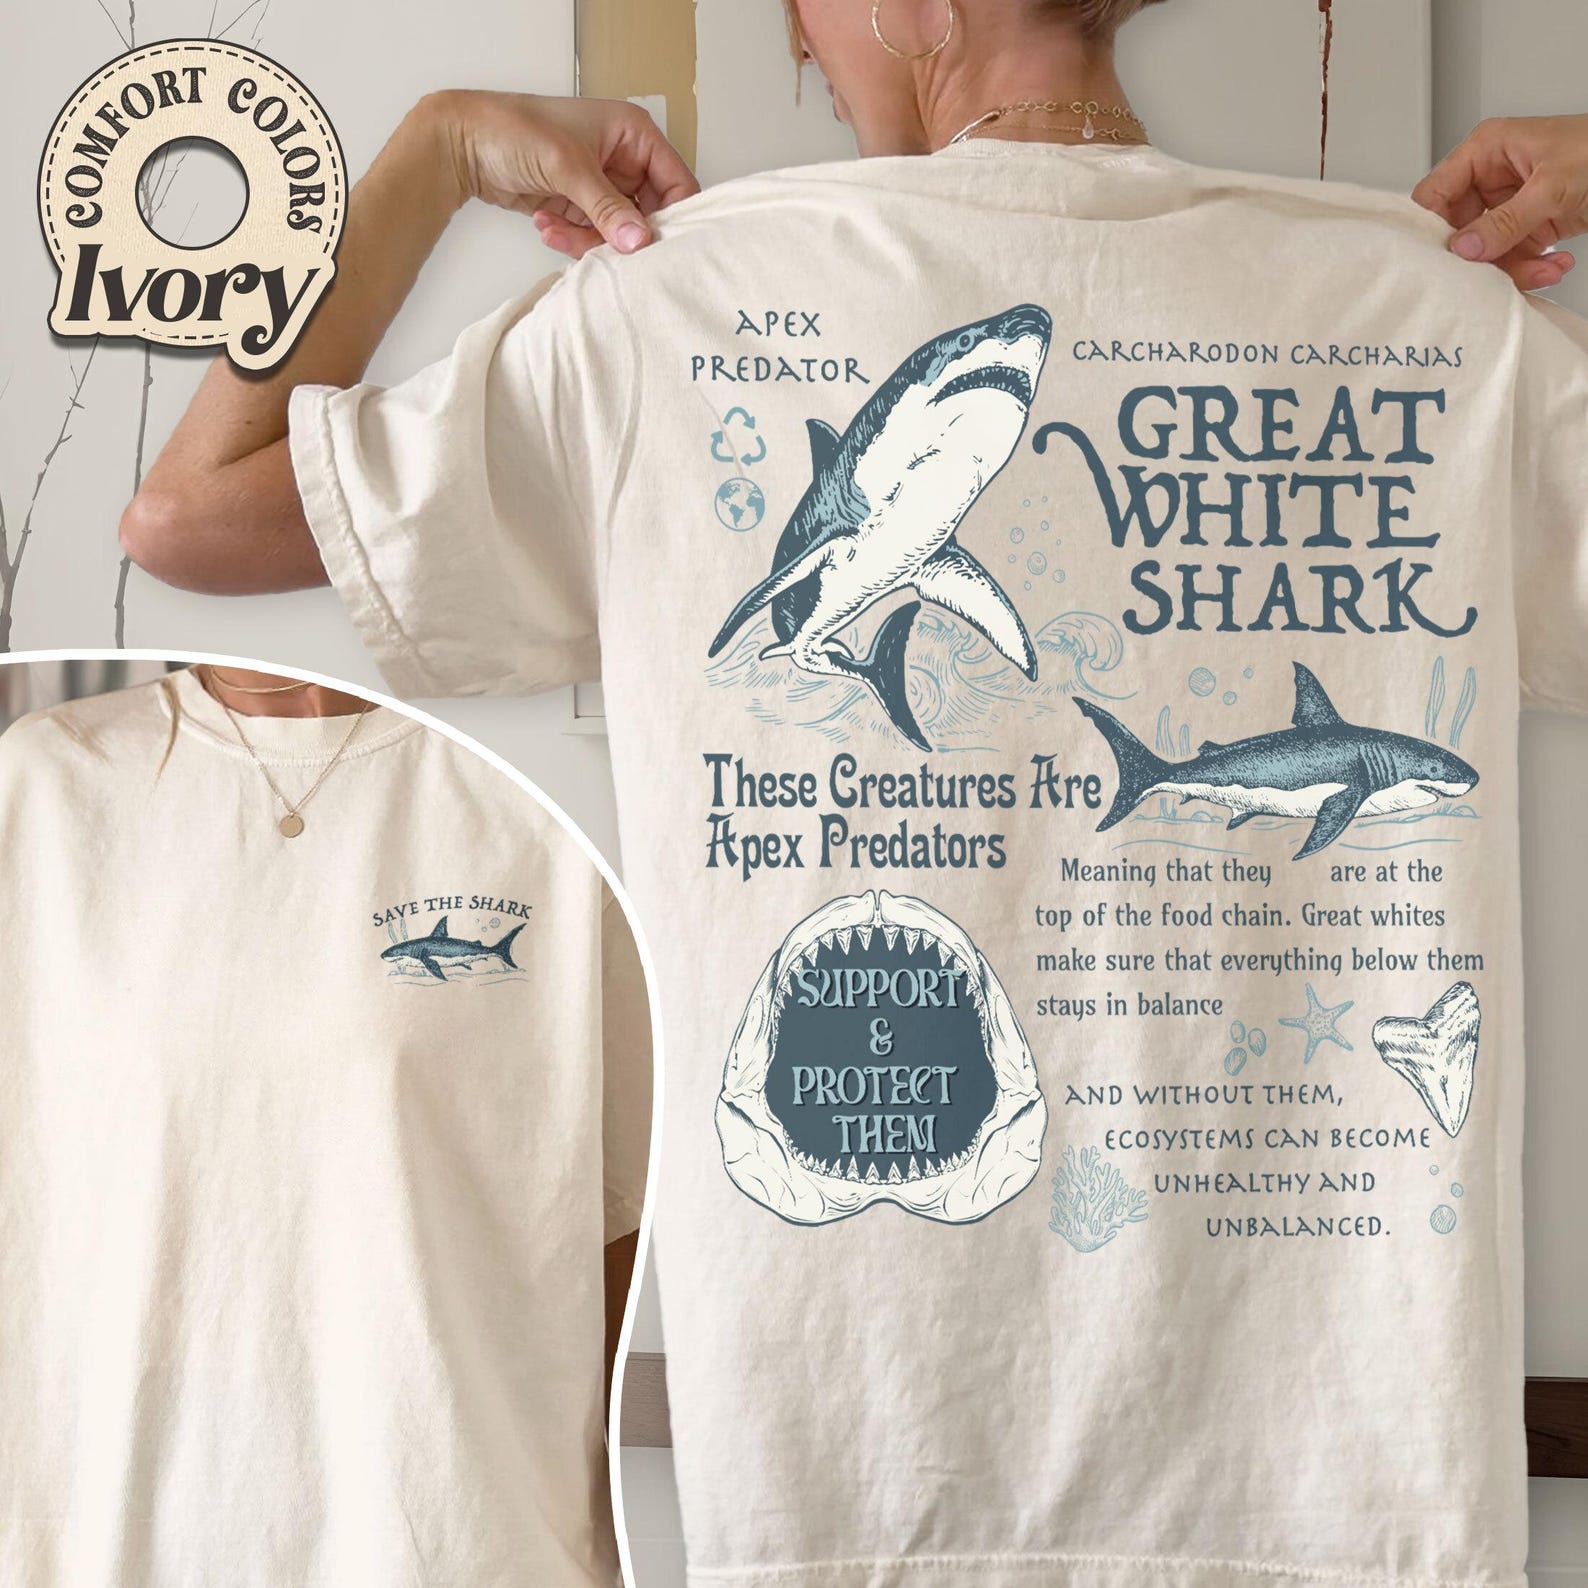 COMFORT COLORS
Ivory
APEX
PREDATOR
CARCHARODON CARCHARIAS
GREAT
WHITE
SHARK
These Creatures Are
Apex Predators
Meaning that they are at the
top of the food chain. Great whites
make sure that everything below them
stays in balance
SUPPORT
&
PROTECT
THEM
AND WITHOUT THEM,
ECOSYSTEMS CAN BECOME
UNHEALTHY AND
UNBALANCED.
SAVE THE SHARK